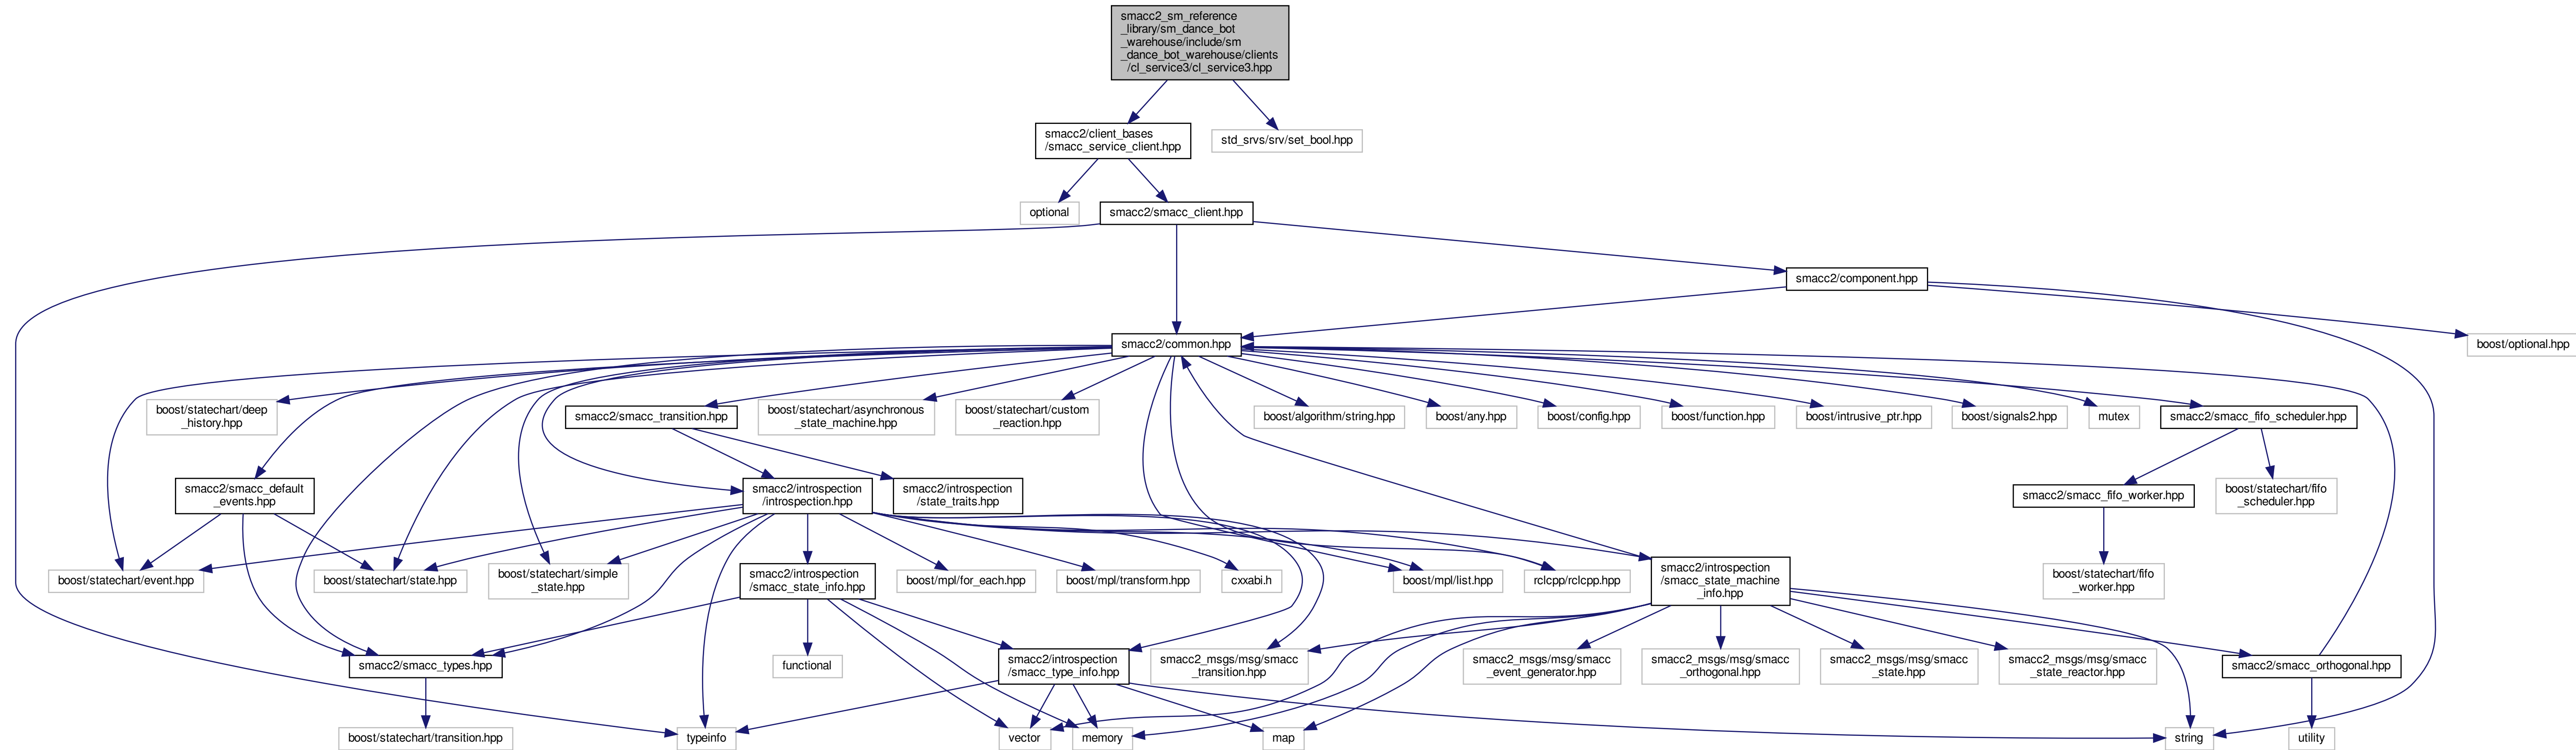 smacc2_sm_reference
_library/sm_dance_bot
_warehouse/include/sm
_dance_bot_warehouse/clients
/cl_service3/cl_service3.hpp
smacc2/client_bases
/smacc_service_client.hpp
std_srvs/srv/set_bool.hpp
optional
smacc2/smacc_client.hpp
smacc2/component.hpp
smacc2/common.hpp
boost/optional.hpp
boost/statechart/deep
_history.hpp
smacc2/smacc_transition.hpp
boost/statechart/asynchronous
_state_machine.hpp
boost/statechart/custom
_reaction.hpp
boost/algorithm/string.hpp
boost/any.hpp
boost/config.hpp
boost/function.hpp
boost/intrusive_ptr.hpp
boost/signals2.hpp
mutex
smacc2/smacc_fifo_scheduler.hpp
smacc2/smacc_default
_events.hpp
smacc2/introspection
/introspection.hpp
smacc2/introspection
/state_traits.hpp
smacc2/smacc_fifo_worker.hpp
boost/statechart/fifo
_scheduler.hpp
boost/statechart/event.hpp
boost/statechart/state.hpp
boost/statechart/simple
_state.hpp
smacc2/introspection
/smacc_state_info.hpp
boost/mpl/for_each.hpp
boost/mpl/transform.hpp
cxxabi.h
boost/mpl/list.hpp
rclcpp/rclcpp.hpp
smacc2/introspection
/smacc_state_machine
_info.hpp
boost/statechart/fifo
_worker.hpp
smacc2/smacc_types.hpp
functional
smacc2/introspection
/smacc_type_info.hpp
smacc2_msgs/msg/smacc
_transition.hpp
smacc2_msgs/msg/smacc
_event_generator.hpp
smacc2_msgs/msg/smacc
_orthogonal.hpp
smacc2_msgs/msg/smacc
_state.hpp
smacc2_msgs/msg/smacc
_state_reactor.hpp
smacc2/smacc_orthogonal.hpp
boost/statechart/transition.hpp
typeinfo
vector
memory
map
string
utility